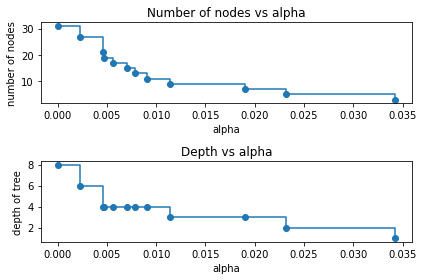 Number of nodes vs alpha
number of nodes
30
20
10
0.000 0.005 0.010 0.015 0.020 0.025 0.030 0.035
alpha
Depth vs alpha
depth of tree
8
6
4
2
0.000 0.005 0.010 0.015 0.020 0.025 0.030 0.035
alpha